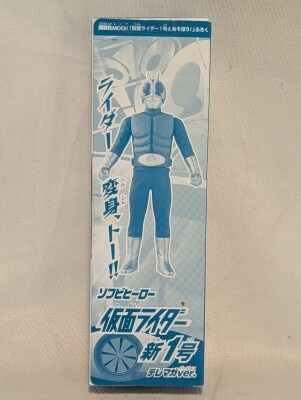 講談社MOOK「仮面ライダー1号とあそぼう!」ふろく
ライダー
変身、トー!!
ソフビヒーロー
仮面ライダー
新1号
テレマガver.